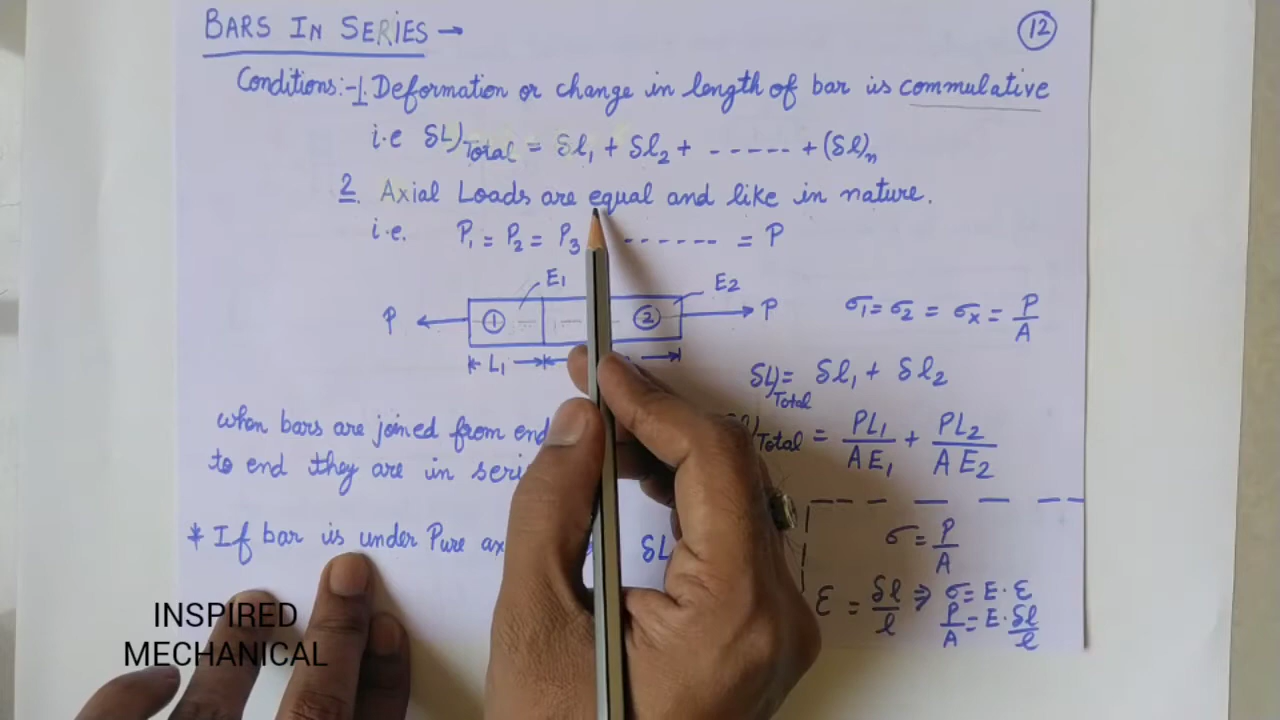 BARS IN SERIES →
12
Conditions:- 1. Deformation or change in length of bar is commulative
i.e δL)Total = δl₁ + δl₂ + ----- + (δl)n
2. Axial Loads are equal and like in nature.
i.e. P₁ = P₂ = P₃ ------ = P
E₁
E₂
P
①
②
P
σ₁ = σ₂ = σx = P/A
L₁
δL)Total = δl₁ + δl₂
)Total = PL₁/AE₁ + PL₂/AE₂
when bars are joined from end
to end they are in seri
σ = P/A
* If bar is under Pure ax
δL
ε = δl/l ⇒ σ = E·ε
P/A = E·δl/l
INSPIRED
MECHANICAL